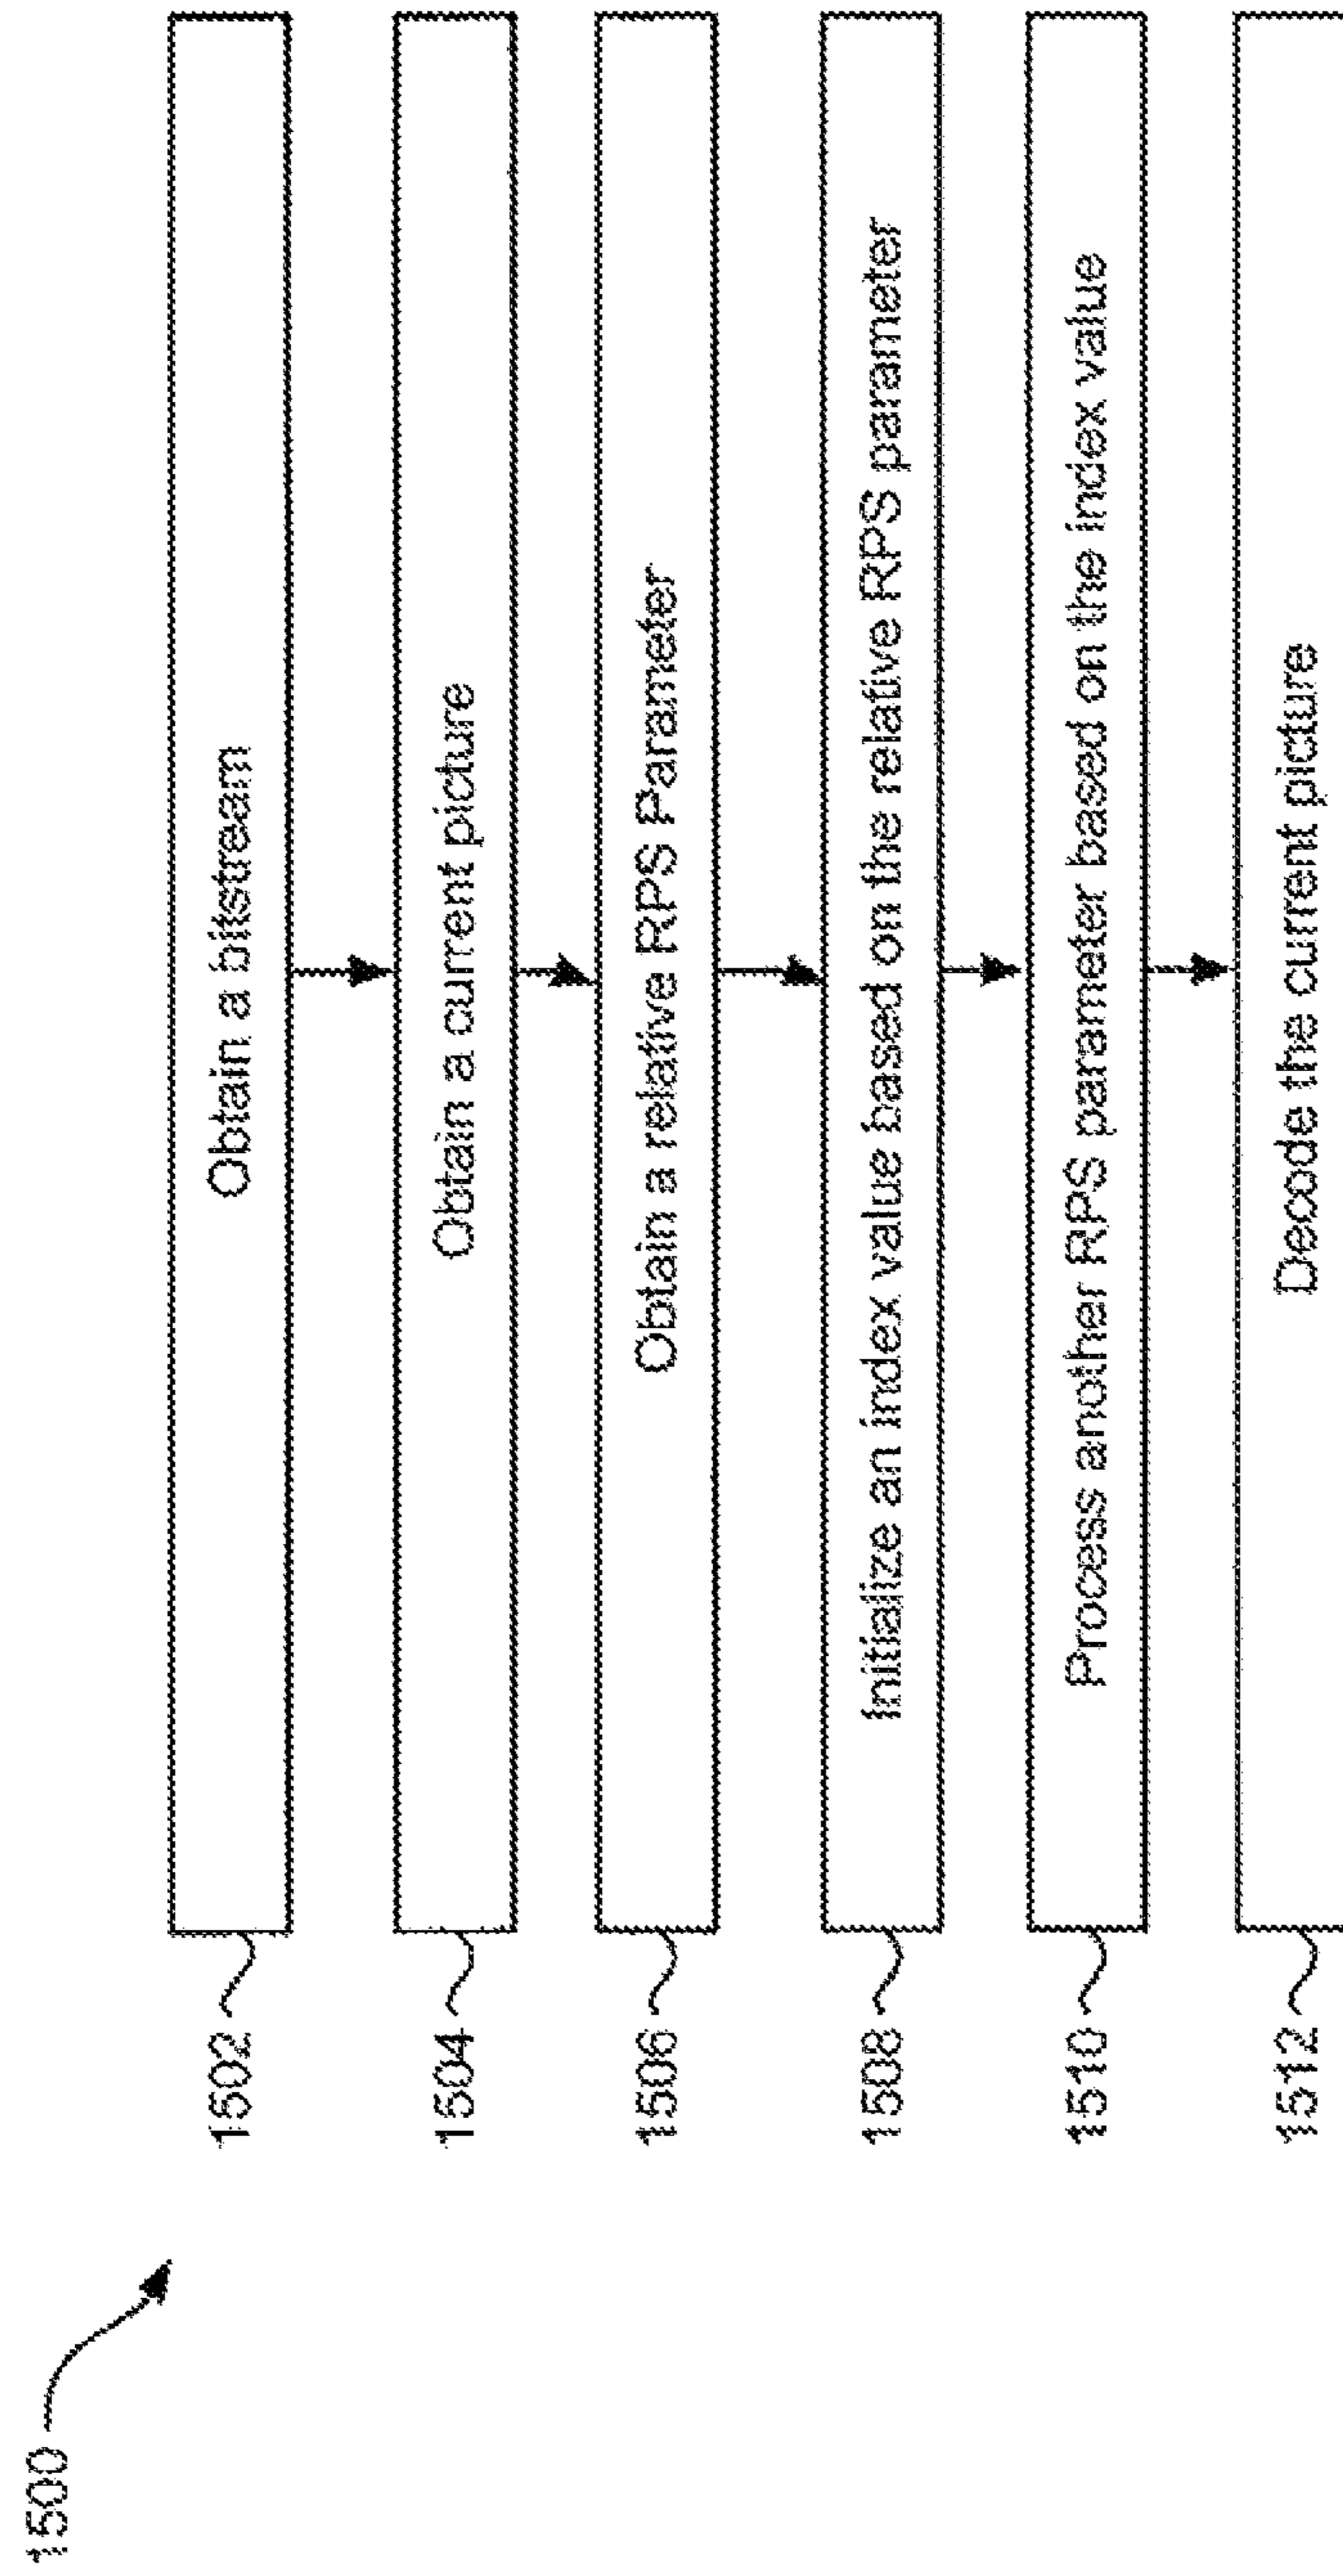 1500
1502 Obtain a bitstream
1504 Obtain a current picture
1506 Obtain a relative RPS Parameter
1508 Initialize an index value based on the relative RPS parameter
1510 Process another RPS parameter based on the index value
1512 Decode the current picture